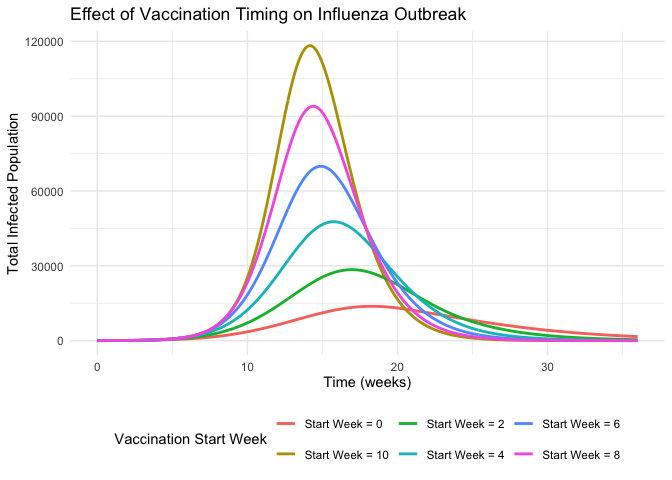 Effect of Vaccination Timing on Influenza Outbreak
120000
90000
60000
30000
0
Total Infected Population
0 10 20 30
Time (weeks)
Vaccination Start Week
Start Week = 0 Start Week = 2 Start Week = 6
Start Week = 10 Start Week = 4 Start Week = 8